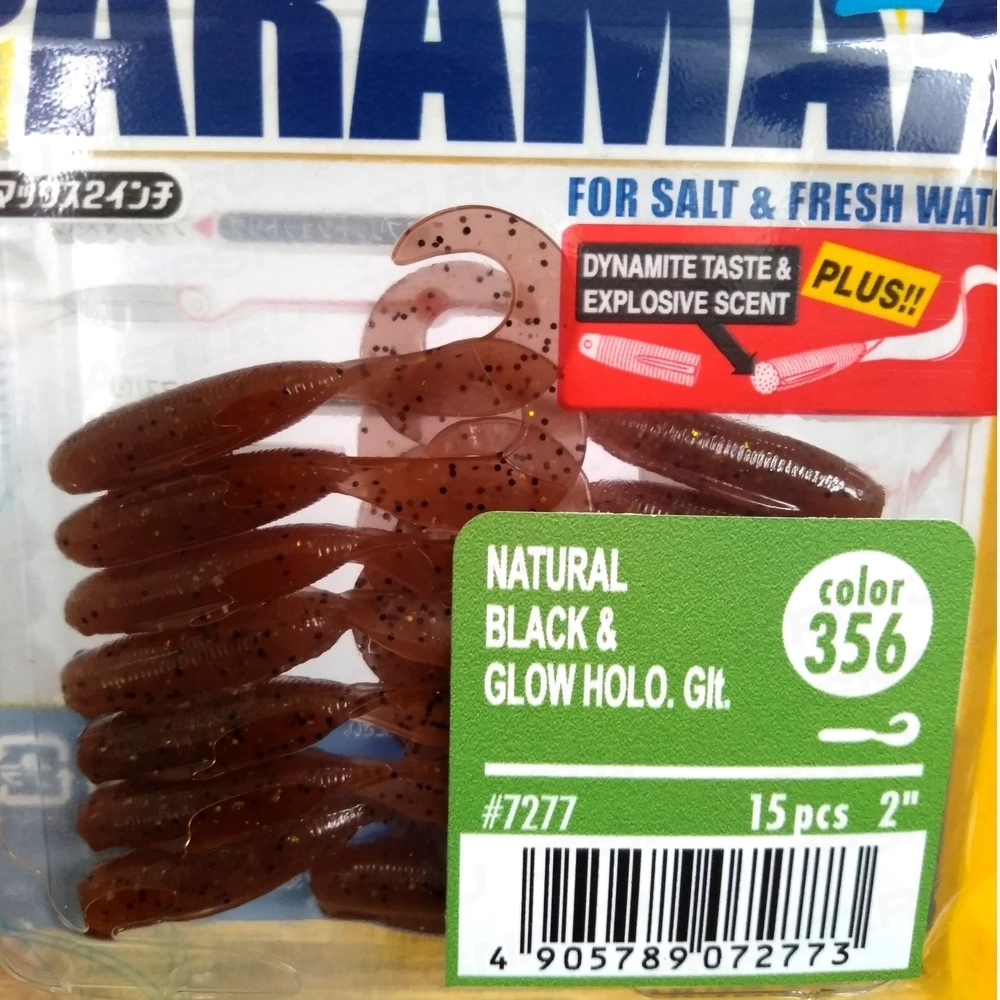 PARAMAX
マックス2インチ
FOR SALT & FRESH WAT
DYNAMITE TASTE &
EXPLOSIVE SCENT
PLUS!!
NATURAL
BLACK &
GLOW HOLO. Glt.
color
356
#7277 15 pcs 2"
4 905789 072773